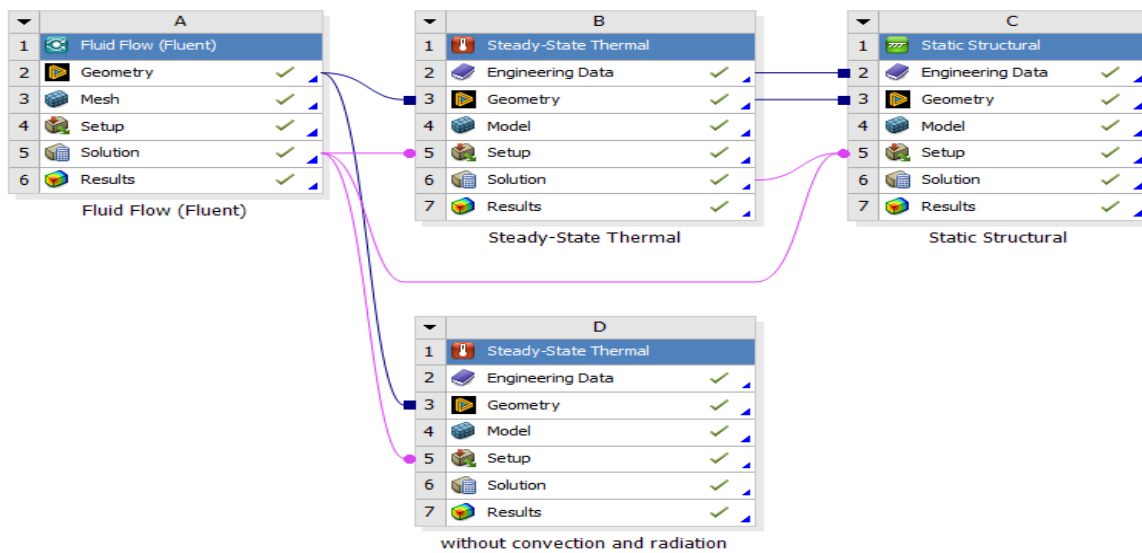 A
1 Fluid Flow (Fluent)
2 Geometry
3 Mesh
4 Setup
5 Solution
6 Results
Fluid Flow (Fluent)
B
1 Steady-State Thermal
2 Engineering Data
3 Geometry
4 Model
5 Setup
6 Solution
7 Results
Steady-State Thermal
C
1 Static Structural
2 Engineering Data
3 Geometry
4 Model
5 Setup
6 Solution
7 Results
Static Structural
D
1 Steady-State Thermal
2 Engineering Data
3 Geometry
4 Model
5 Setup
6 Solution
7 Results
without convection and radiation